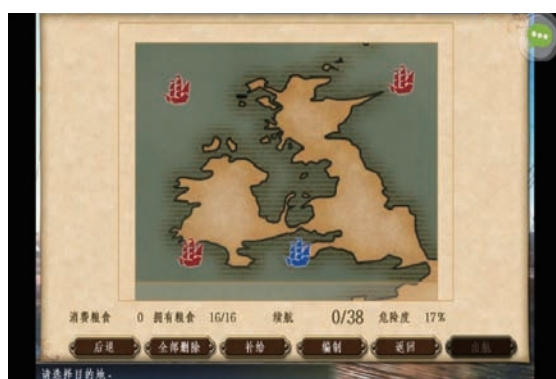 消费粮食 0 拥有粮食 16/16 续航 0/38 危险度 17%
后退 全部删除 补给 编制 返回 出航
请选择目的地。